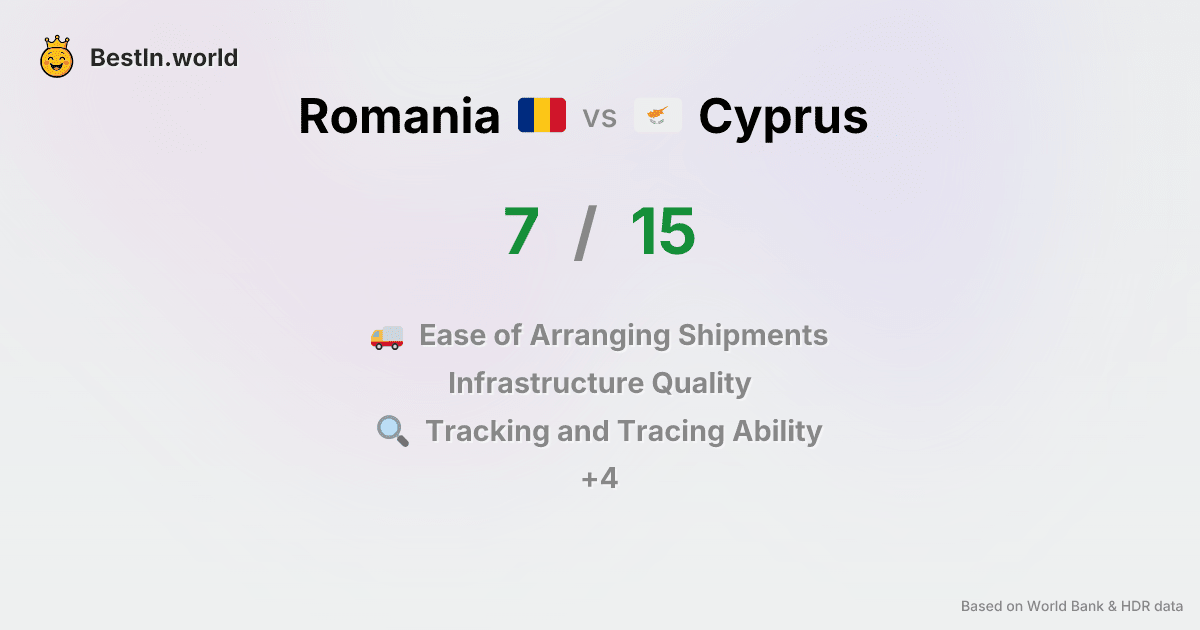 BestIn.world
Romania vs Cyprus
7 / 15
Ease of Arranging Shipments
Infrastructure Quality
Tracking and Tracing Ability
+4
Based on World Bank & HDR data